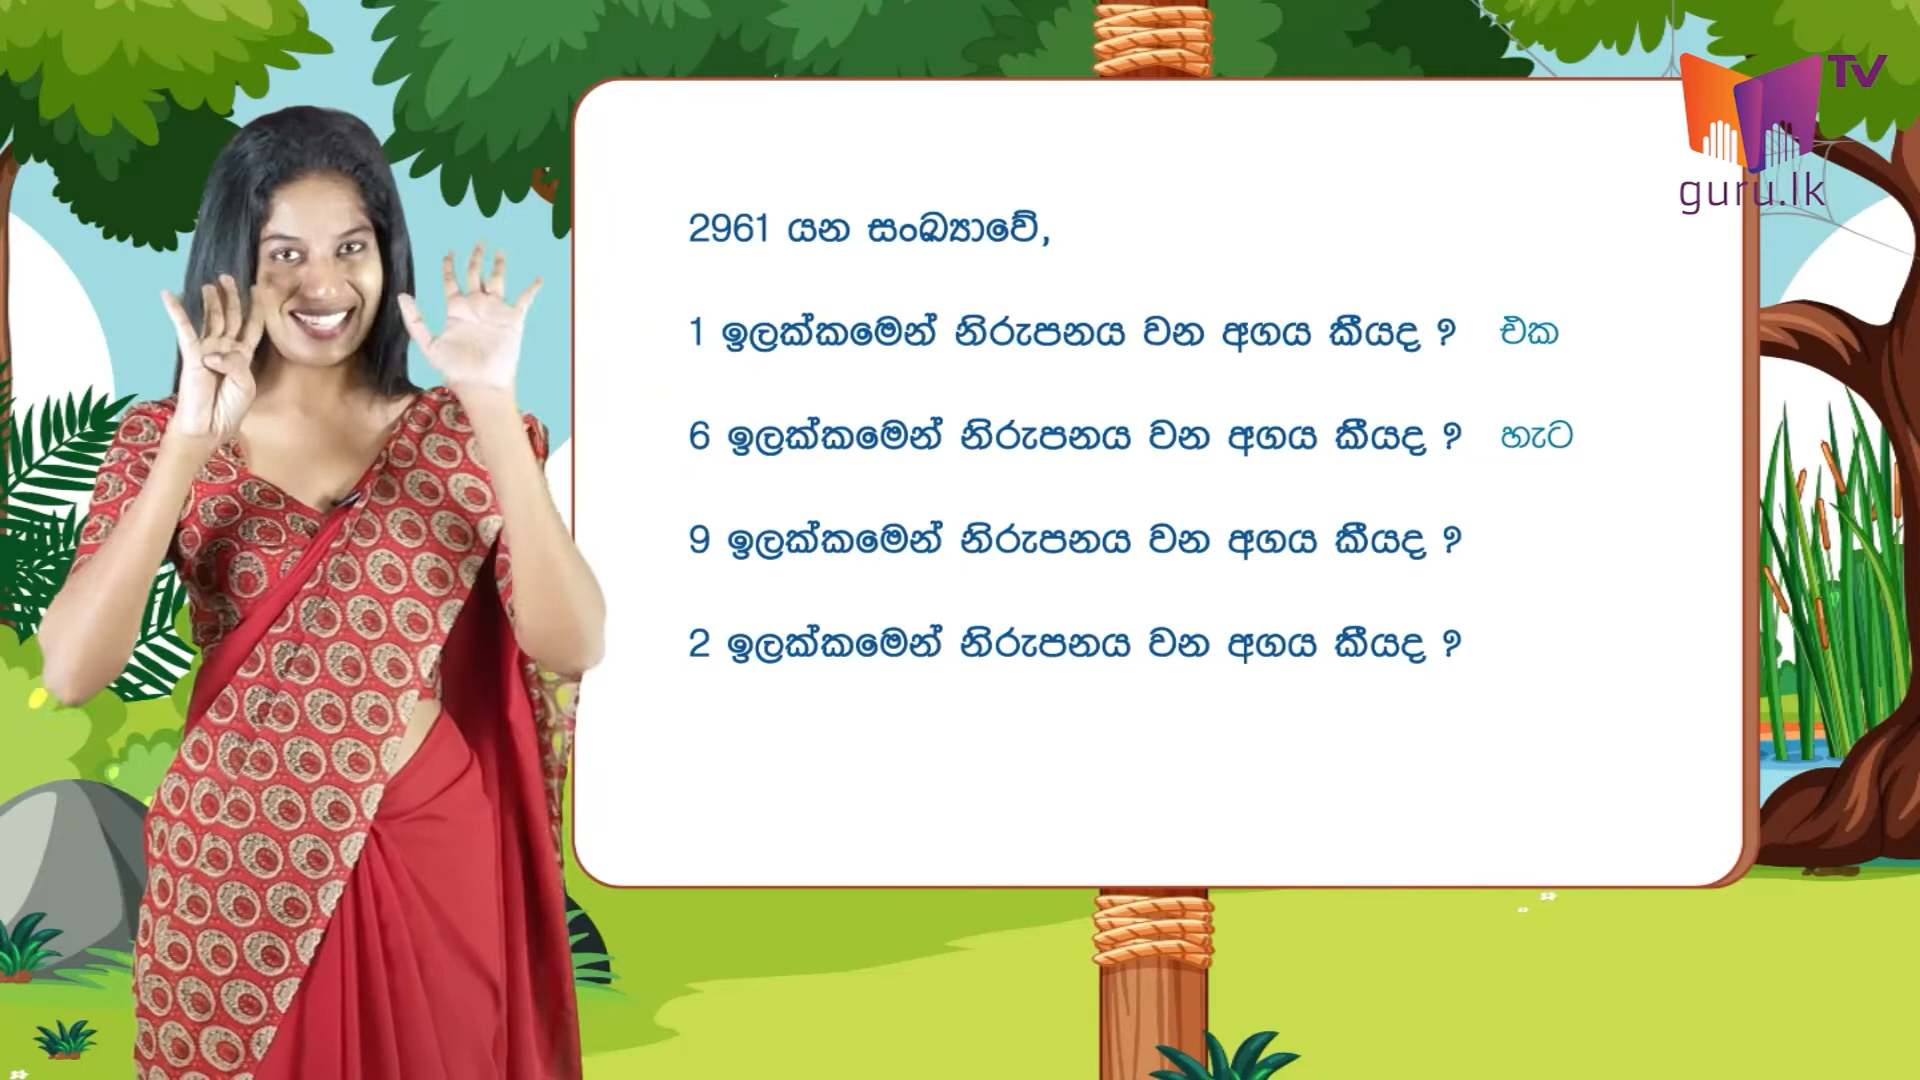 TV
guru.lk
2961 යන සංඛ්‍යාවේ,
1 ඉලක්කමෙන් නිරුපනය වන අගය කීයද ? එක
6 ඉලක්කමෙන් නිරුපනය වන අගය කීයද ? හැට
9 ඉලක්කමෙන් නිරුපනය වන අගය කීයද ?
2 ඉලක්කමෙන් නිරුපනය වන අගය කීයද ?